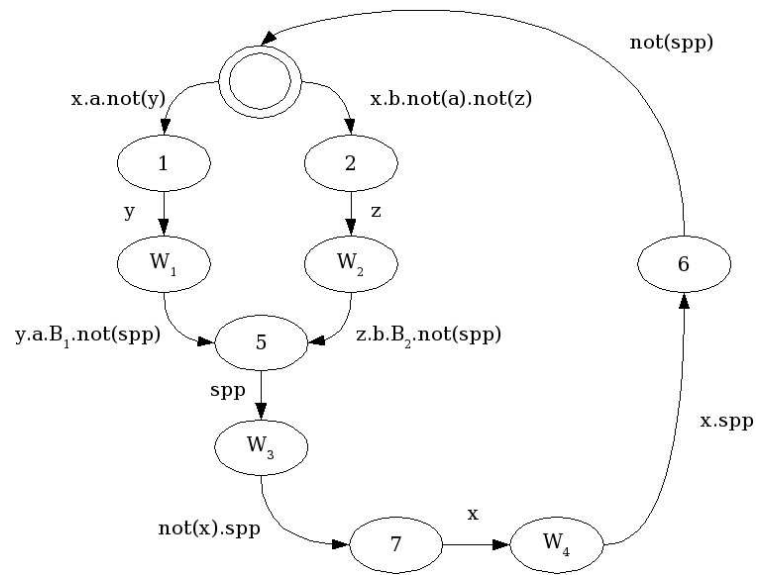 not(spp)
x.a.not(y)
x.b.not(a).not(z)
1
2
y
z
W₁
W₂
6
y.a.B₁.not(spp)
5
z.b.B₂.not(spp)
spp
x.spp
W₃
not(x).spp
x
7
W₄